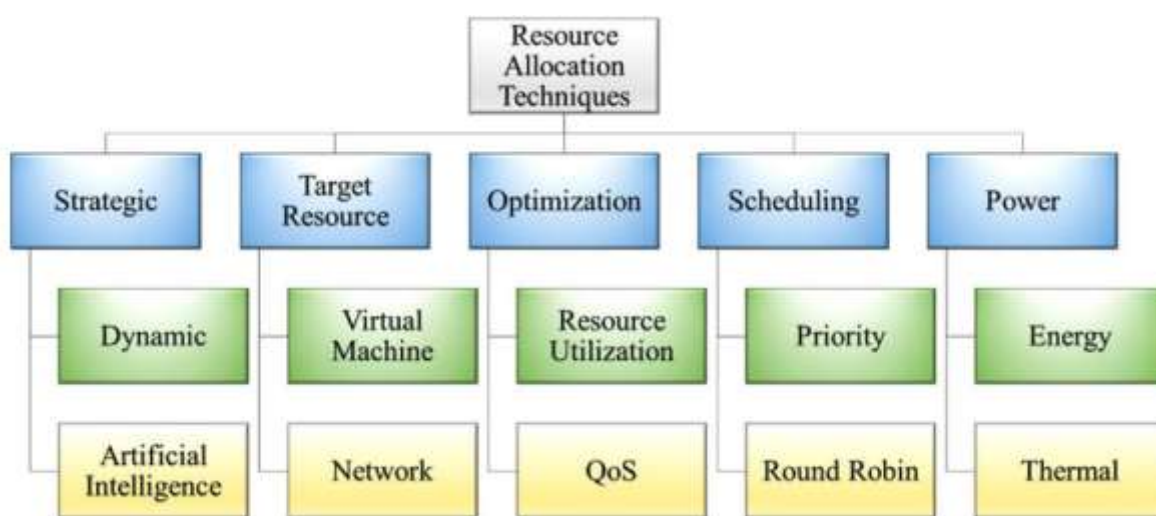 Resource
Allocation
Techniques
Strategic
Target
Resource
Optimization
Scheduling
Power
Dynamic
Virtual
Machine
Resource
Utilization
Priority
Energy
Artificial
Intelligence
Network
QoS
Round Robin
Thermal